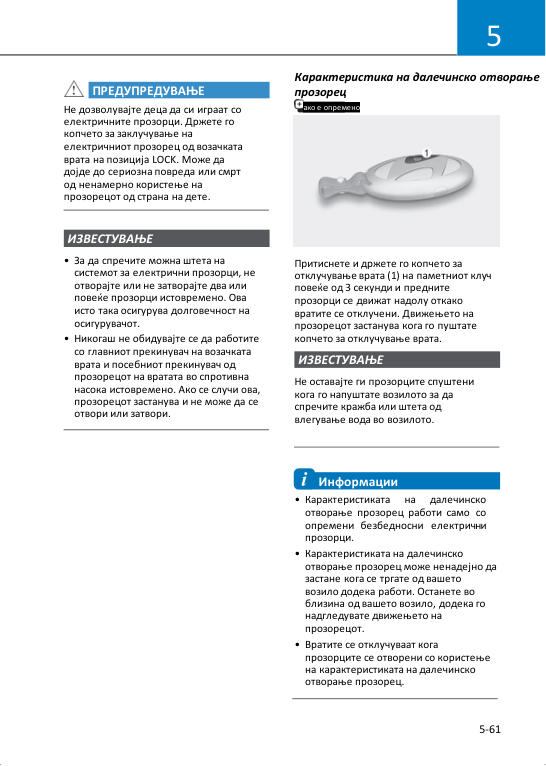 5
ПРЕДУПРЕДУВАЊЕ
Не дозволувајте деца да си играат со
електричните прозорци. Држете го
копчето за заклучување на
електричниот прозорец од возачката
врата на позиција LOCK. Може да
дојде до сериозна повреда или смрт
од ненамерно користење на
прозорецот од страна на дете.
ИЗВЕСТУВАЊЕ
• За да спречите можна штета на
системот за електрични прозорци, не
отворајте или не затворајте два или
повеќе прозорци истовремено. Ова
исто така осигурува долговечност на
осигурувачот.
• Никогаш не обидувајте се да работите
со главниот прекинувач на возачката
врата и посебниот прекинувач од
прозорецот на вратата во спротивна
насока истовремено. Ако се случи ова,
прозорецот застанува и не може да се
отвори или затвори.
Карактеристика на далечинско отворање
прозорец
+ ако е опремено
1
Притиснете и држете го копчето за
отклучување врата (1) на паметниот клуч
повеќе од 3 секунди и предните
прозорци се движат надолу откако
вратите се отклучени. Движењето на
прозорецот застанува кога го пуштате
копчето за отклучување врата.
ИЗВЕСТУВАЊЕ
Не оставајте ги прозорците спуштени
кога го напуштате возилото за да
спречите кражба или штета од
влегување вода во возилото.
i Информации
• Карактеристиката на далечинско
отворање прозорец работи само со
опремени безбедносни електрични
прозорци.
• Карактеристиката на далечинско
отворање прозорец може ненадејно да
застане кога се тргате од вашето
возило додека работи. Останете во
близина од вашето возило, додека го
надгледувате движењето на
прозорецот.
• Вратите се отклучуваат кога
прозорците се отворени со користење
на карактеристиката на далечинско
отворање прозорец.
5-61